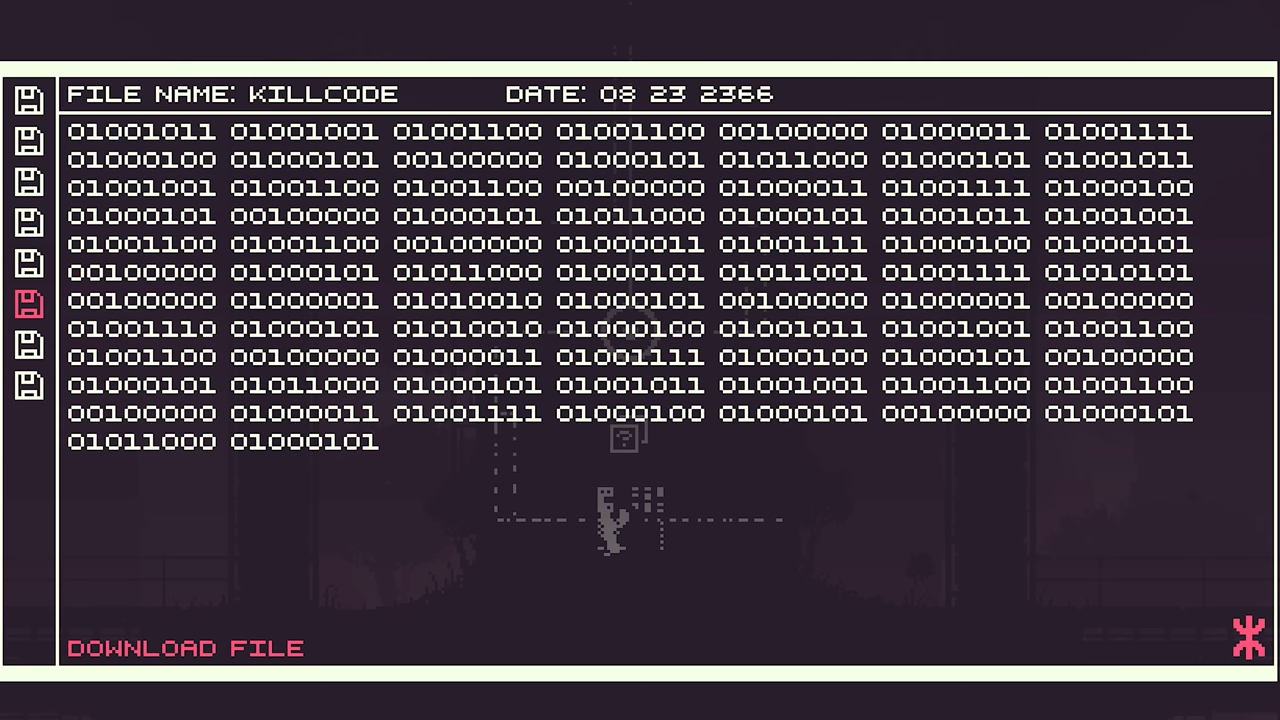 FILE NAME: KILLCODE DATE: 08 23 2366
01001011 01001001 01001100 01001100 00100000 01000011 01001111
01000100 01000101 00100000 01000101 01011000 01000101 01001011
01001001 01001100 01001100 00100000 01000011 01001111 01000100
01000101 00100000 01000101 01011000 01000101 01001011 01001001
01001100 01001100 00100000 01000011 01001111 01000100 01000101
00100000 01000101 01011000 01000101 01011001 01001111 01010101
00100000 01000001 01010010 01000101 00100000 01000001 00100000
01001110 01000101 01010010 01000100 01001011 01001001 01001100
01001100 00100000 01000011 01001111 01000100 01000101 00100000
01000101 01011000 01000101 01001011 01001001 01001100 01001100
00100000 01000011 01001111 01000100 01000101 00100000 01000101
01011000 01000101
?
DOWNLOAD FILE